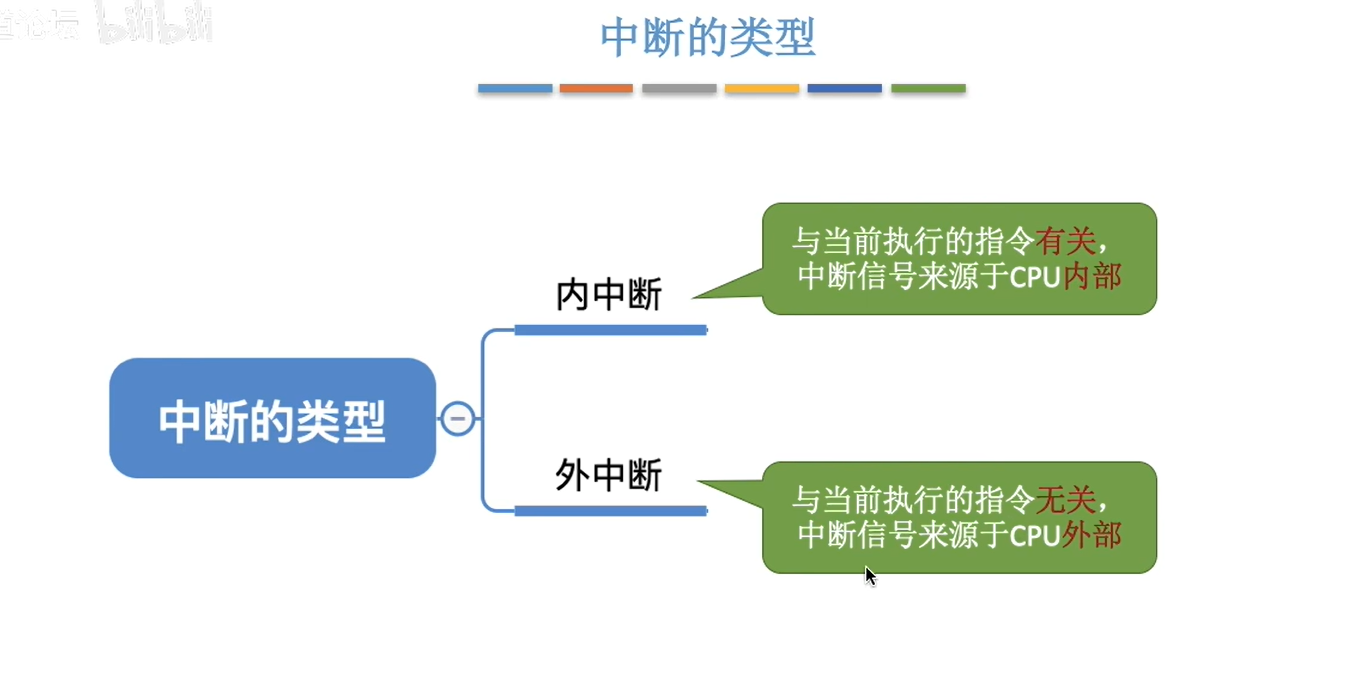 道论坛 bilibili
中断的类型
与当前执行的指令有关，
中断信号来源于CPU内部
内中断
中断的类型
外中断
与当前执行的指令无关，
中断信号来源于CPU外部